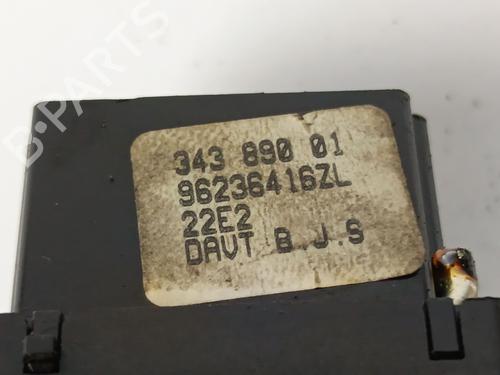 B-PARTS
343 890 01
96236416ZL
22E2
DAVT B J.S